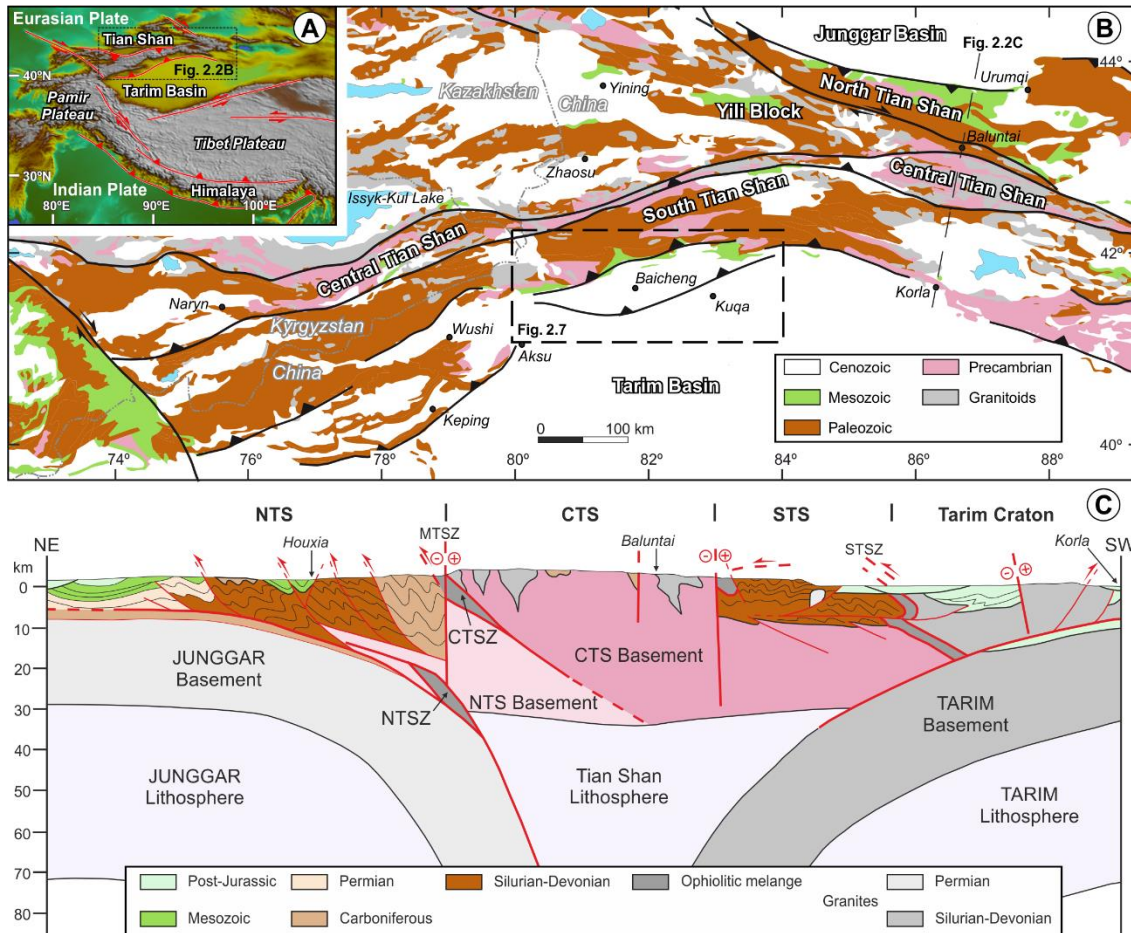 Eurasian Plate
Tian Shan
A
Fig. 2.2B
40°N
Tarim Basin
Pamir
Plateau
Tibet Plateau
30°N
Indian Plate
Himalaya
80°E
90°E
100°E
Junggar Basin
Fig. 2.2C
B
44°
Urumqi
Kazakhstan
China
Yining
North Tian Shan
Yili Block
Baluntai
Zhaosu
Central Tian Shan
Issyk-Kul Lake
South Tian Shan
42°
Central Tian Shan
Baicheng
Korla
Naryn
Kuqa
Kyrgyzstan
Wushi
China
Fig. 2.7
Aksu
Tarim Basin
Keping
0
100 km
Cenozoic
Precambrian
Mesozoic
Granitoids
Paleozoic
40°
74°
76°
78°
80°
82°
84°
86°
88°
C
NTS
CTS
STS
Tarim Craton
NE
Houxia
MTSZ
Baluntai
STSZ
Korla
SW
km
0
10
20
30
40
50
60
70
80
CTSZ
CTS Basement
JUNGGAR
Basement
NTS Basement
NTSZ
TARIM
Basement
JUNGGAR
Lithosphere
Tian Shan
Lithosphere
TARIM
Lithosphere
Post-Jurassic
Permian
Silurian-Devonian
Ophiolitic melange
Permian
Granites
Mesozoic
Carboniferous
Silurian-Devonian